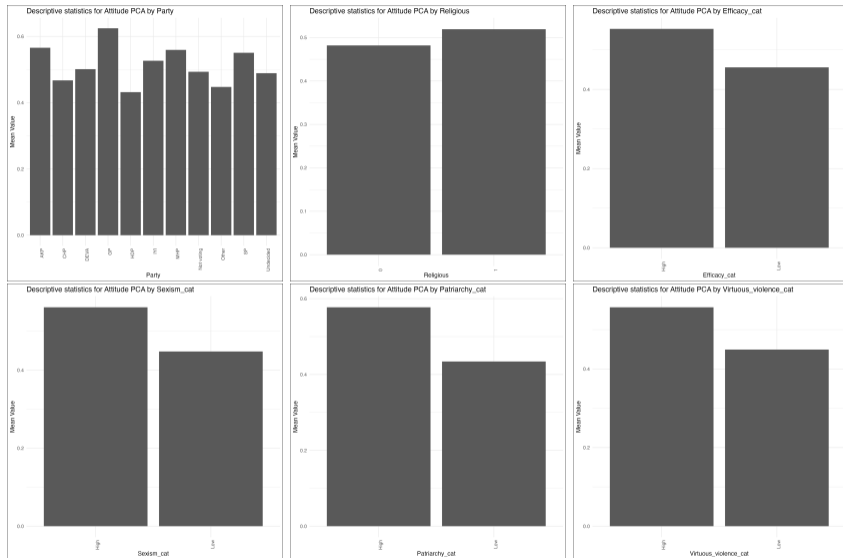 Descriptive statistics for Attitude PCA by Party
Mean Value
0.6
0.4
0.2
0.0
AKP
CHP
DEVA
GP
HDP
IYI
MHP
Not voting
Other
SP
Undecided
Party
Descriptive statistics for Attitude PCA by Religious
Mean Value
0.5
0.4
0.3
0.2
0.1
0.0
0
1
Religious
Descriptive statistics for Attitude PCA by Efficacy_cat
Mean Value
0.4
0.2
0.0
High
Low
Efficacy_cat
Descriptive statistics for Attitude PCA by Sexism_cat
Mean Value
0.4
0.2
0.0
High
Low
Sexism_cat
Descriptive statistics for Attitude PCA by Patriarchy_cat
Mean Value
0.6
0.4
0.2
0.0
High
Low
Patriarchy_cat
Descriptive statistics for Attitude PCA by Virtuous_violence_cat
Mean Value
0.4
0.2
0.0
High
Low
Virtuous_violence_cat